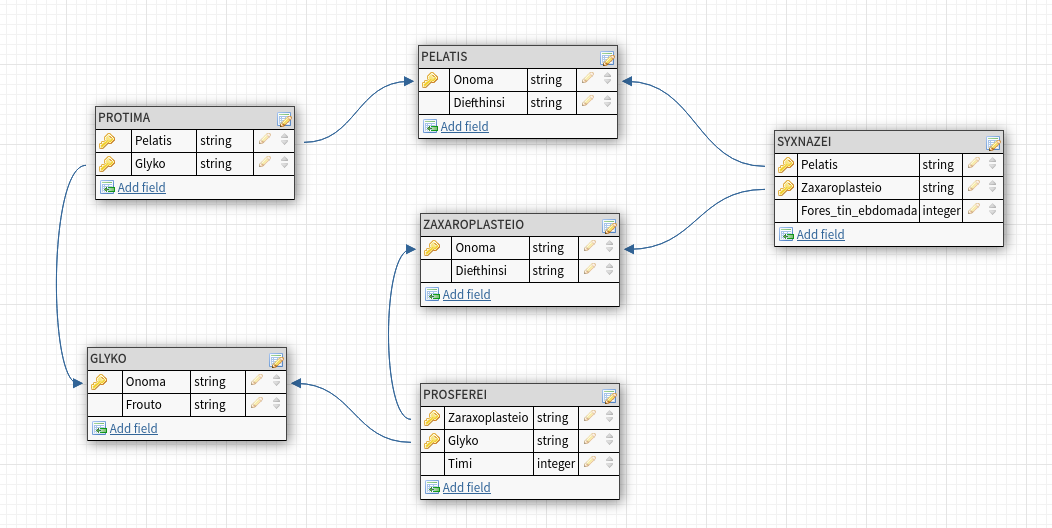 PELATIS
Onoma string
Diefthinsi string
Add field
PROTIMA
Pelatis string
Glyko string
Add field
SYXNAZEI
Pelatis string
Zaxaroplasteio string
Fores_tin_ebdomada integer
Add field
ZAXAROPLASTEIO
Onoma string
Diefthinsi string
Add field
GLYKO
Onoma string
Frouto string
Add field
PROSFEREI
Zaraxoplasteio string
Glyko string
Timi integer
Add field